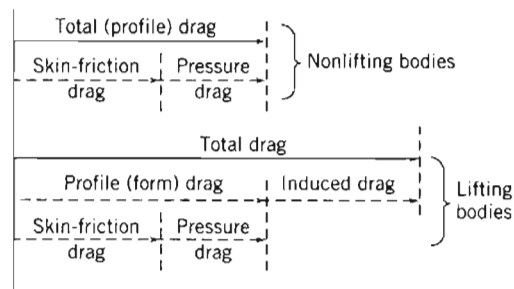 Total (profile) drag
Skin-friction drag
Pressure drag
Nonlifting bodies
Total drag
Profile (form) drag
Induced drag
Skin-friction drag
Pressure drag
Lifting bodies